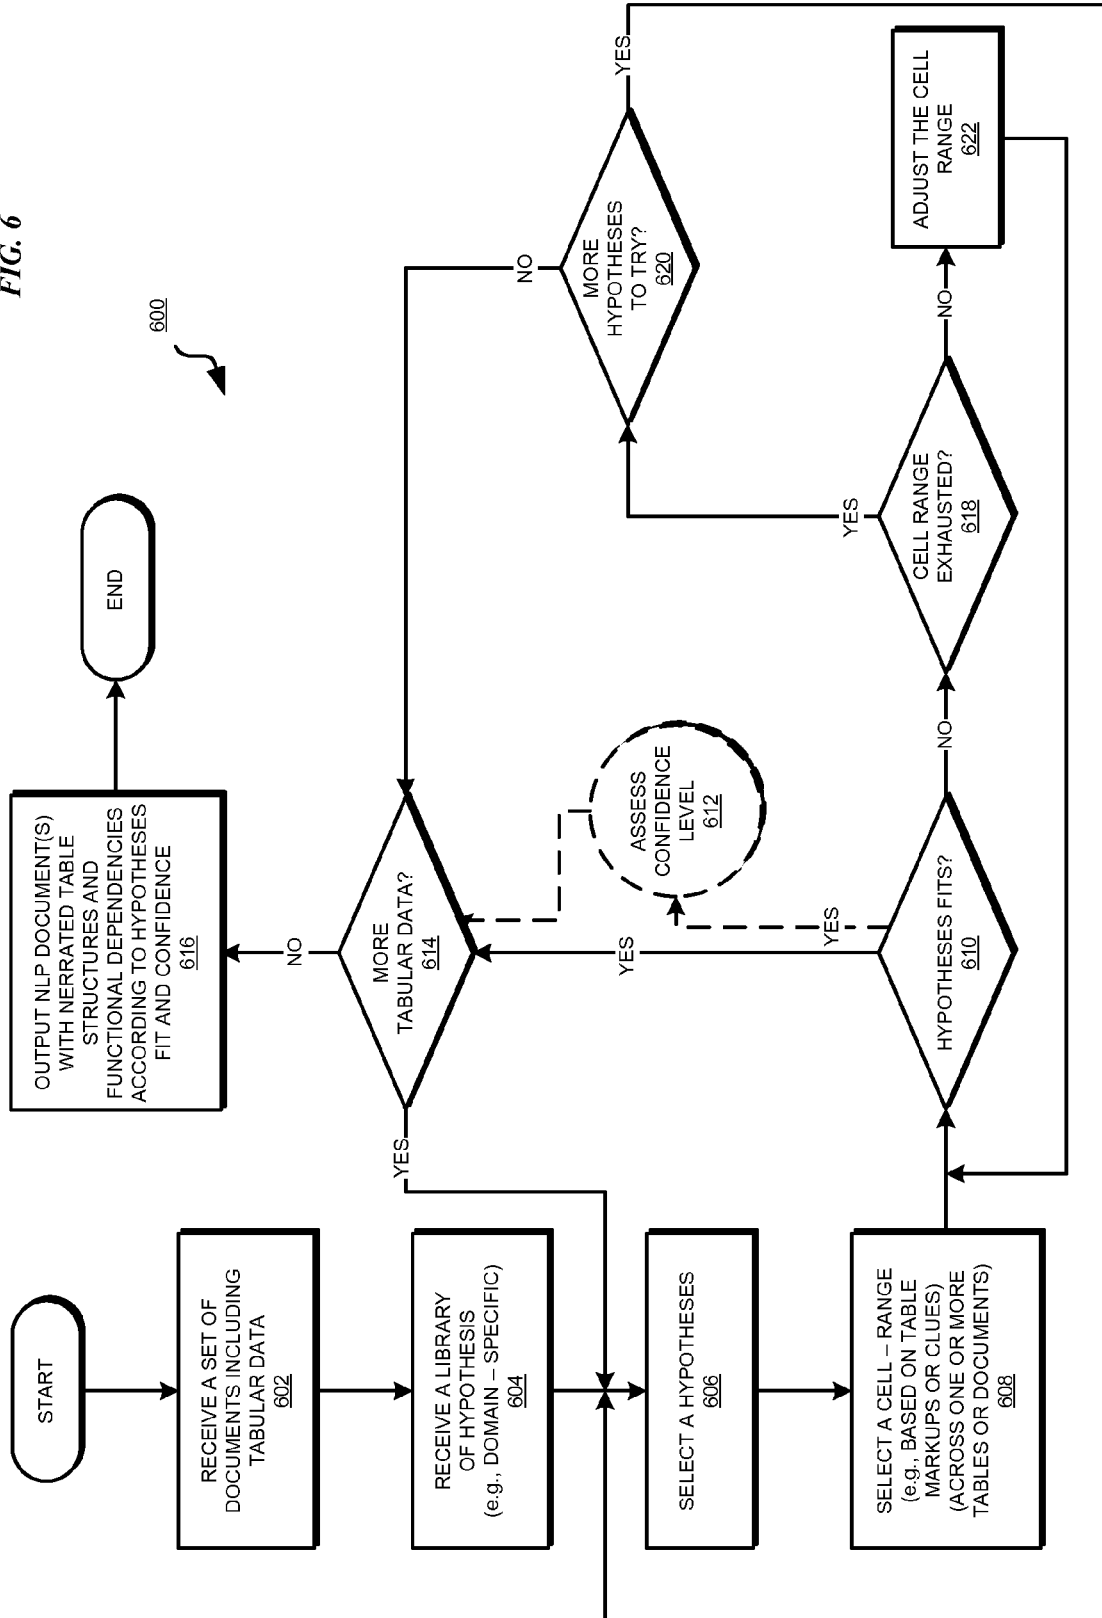 FIG. 6
600
START
RECEIVE A SET OF
DOCUMENTS INCLUDING
TABULAR DATA
602
RECEIVE A LIBRARY
OF HYPOTHESIS
(e.g., DOMAIN – SPECIFIC)
604
SELECT A HYPOTHESES
606
SELECT A CELL – RANGE
(e.g., BASED ON TABLE
MARKUPS OR CLUES)
(ACROSS ONE OR MORE
TABLES OR DOCUMENTS)
608
HYPOTHESES FITS?
610
YES
YES
NO
ASSESS
CONFIDENCE
LEVEL
612
MORE
TABULAR DATA?
614
YES
NO
OUTPUT NLP DOCUMENT(S)
WITH NERRATED TABLE
STRUCTURES AND
FUNCTIONAL DEPENDENCIES
ACCORDING TO HYPOTHESES
FIT AND CONFIDENCE
616
END
CELL RANGE
EXHAUSTED?
618
YES
NO
MORE
HYPOTHESES
TO TRY?
620
NO
YES
ADJUST THE CELL
RANGE
622